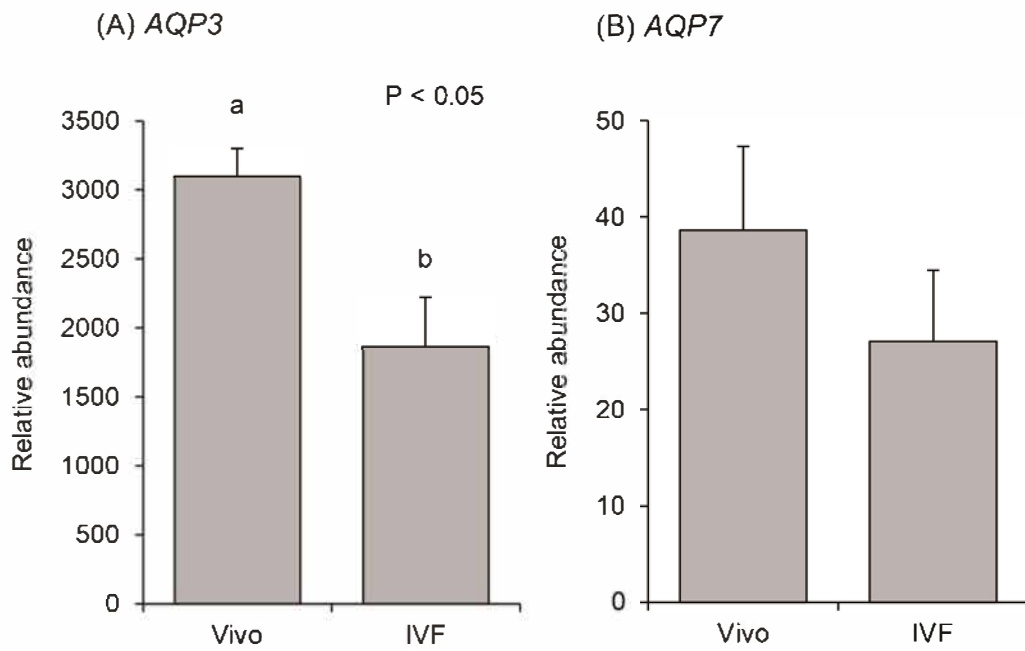 (A) AQP3
P < 0.05
a
b
Relative abundance
3500
3000
2500
2000
1500
1000
500
0
Vivo IVF
(B) AQP7
Relative abundance
50
40
30
20
10
0
Vivo IVF